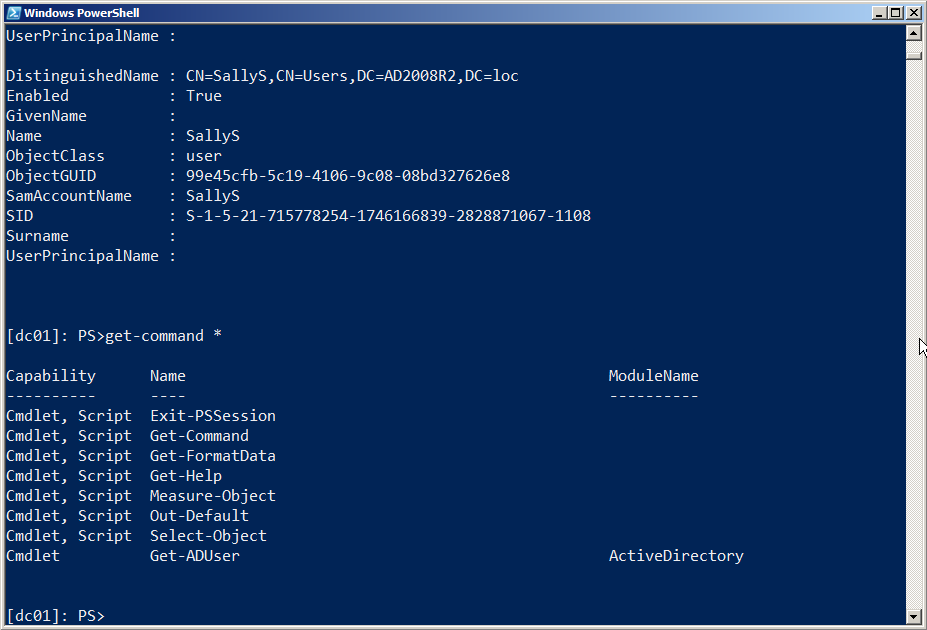 Windows PowerShell
UserPrincipalName :
DistinguishedName : CN=SallyS,CN=Users,DC=AD2008R2,DC=loc
Enabled           : True
GivenName         :
Name              : SallyS
ObjectClass       : user
ObjectGUID        : 99e45cfb-5c19-4106-9c08-08bd327626e8
SamAccountName    : SallyS
SID               : S-1-5-21-715778254-1746166839-2828871067-1108
Surname           :
UserPrincipalName :
[dc01]: PS>get-command *
Capability      Name                                               ModuleName
----------      ----                                               ----------
Cmdlet, Script  Exit-PSSession
Cmdlet, Script  Get-Command
Cmdlet, Script  Get-FormatData
Cmdlet, Script  Get-Help
Cmdlet, Script  Measure-Object
Cmdlet, Script  Out-Default
Cmdlet, Script  Select-Object
Cmdlet          Get-ADUser                                         ActiveDirectory
[dc01]: PS>